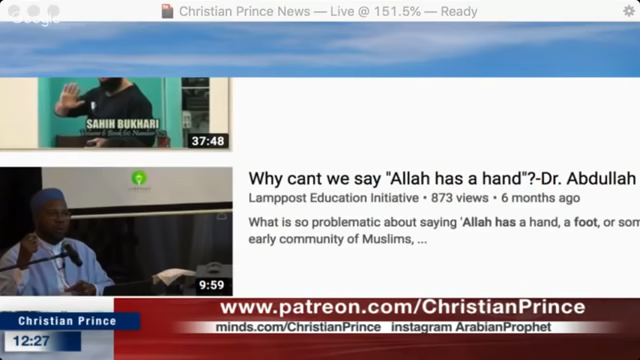 Christian Prince News — Live @ 151.5% — Ready
Google
SAHIH BUKHARI
37:48
Why cant we say "Allah has a hand"?-Dr. Abdullah
Lamppost Education Initiative • 873 views • 6 months ago
What is so problematic about saying 'Allah has a hand, a foot, or som
early community of Muslims, ...
9:59
www.patreon.com/ChristianPrince
Christian Prince
minds.com/ChristianPrince instagram ArabianProphet
12:27